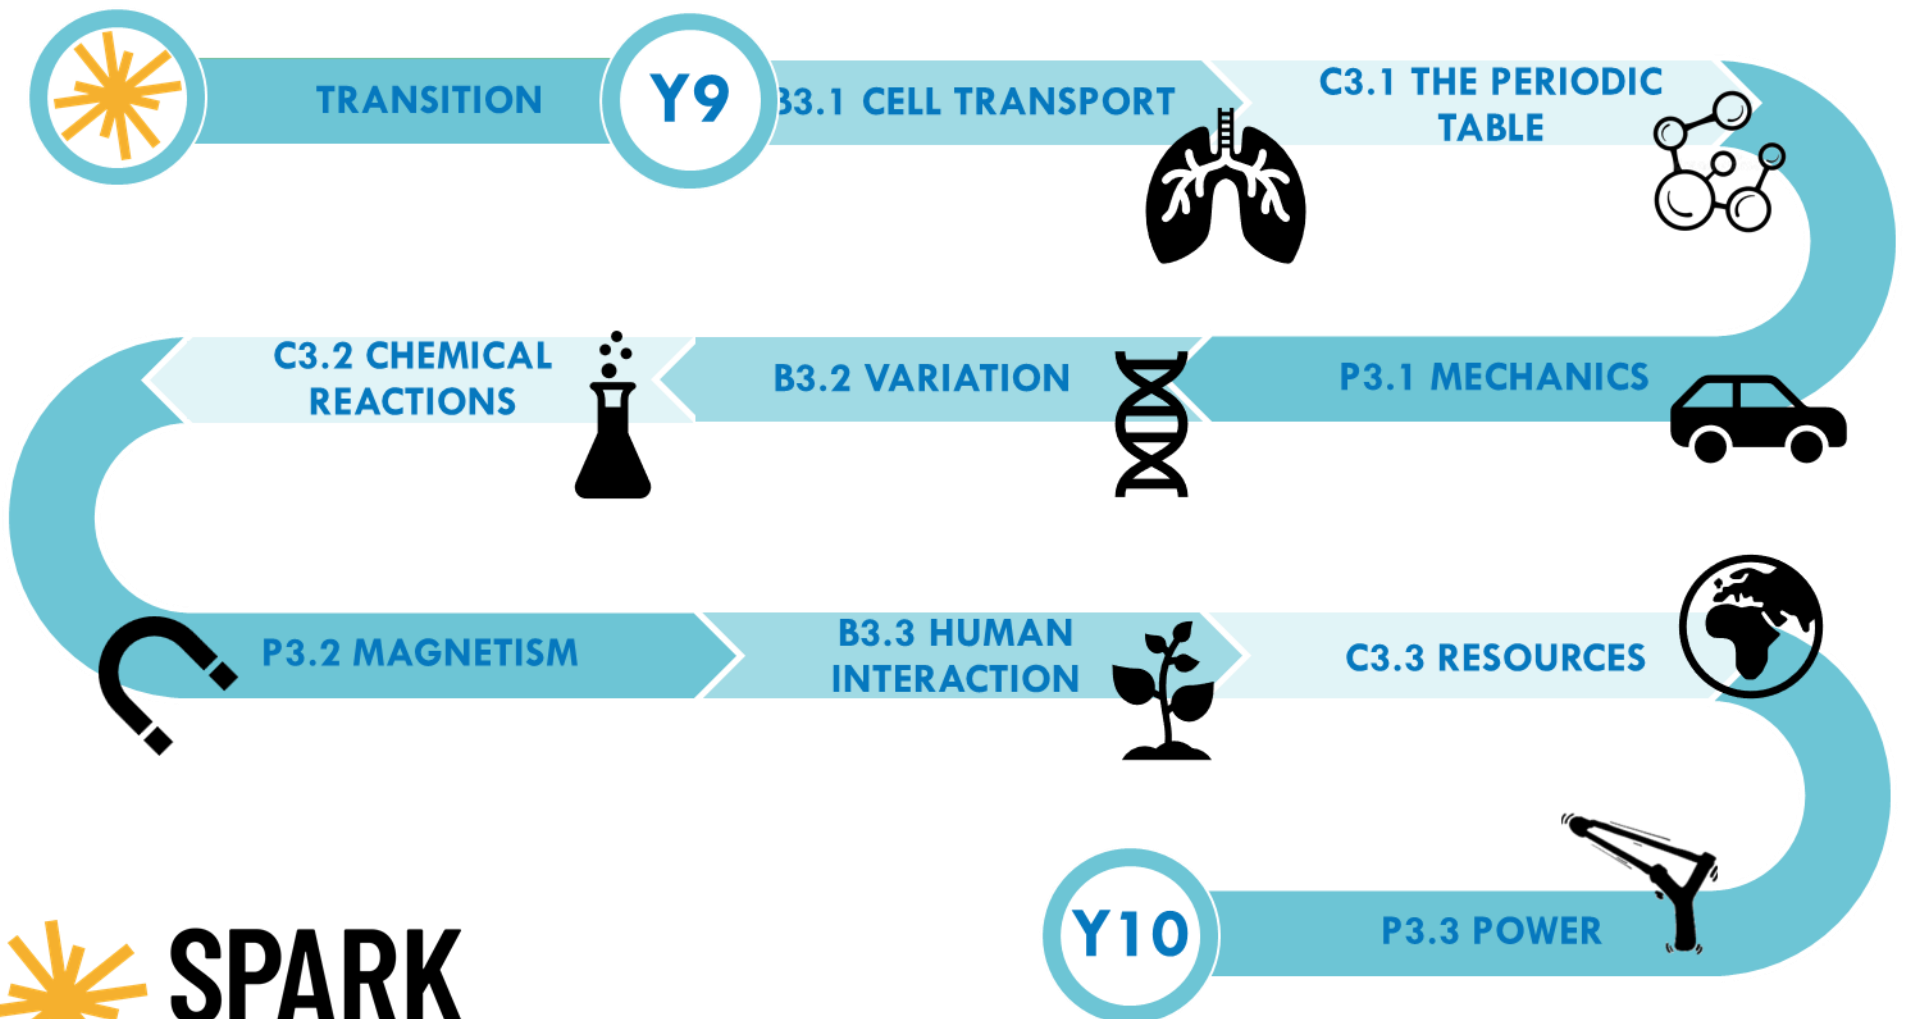 TRANSITION
Y9
B3.1 CELL TRANSPORT
C3.1 THE PERIODIC
TABLE
P3.1 MECHANICS
B3.2 VARIATION
C3.2 CHEMICAL
REACTIONS
P3.2 MAGNETISM
B3.3 HUMAN
INTERACTION
C3.3 RESOURCES
P3.3 POWER
Y10
SPARK